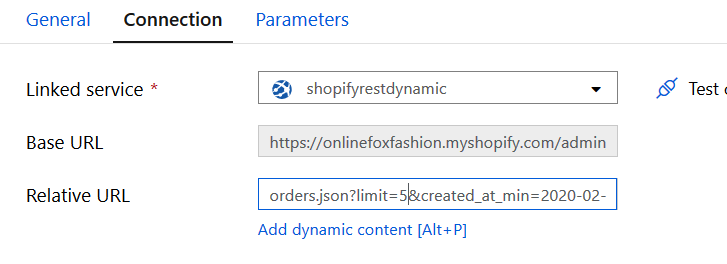 General Connection Parameters
Linked service * shopifyrestdynamic Test
Base URL https://onlinefoxfashion.myshopify.com/admin
Relative URL orders.json?limit=5&created_at_min=2020-02-
Add dynamic content [Alt+P]